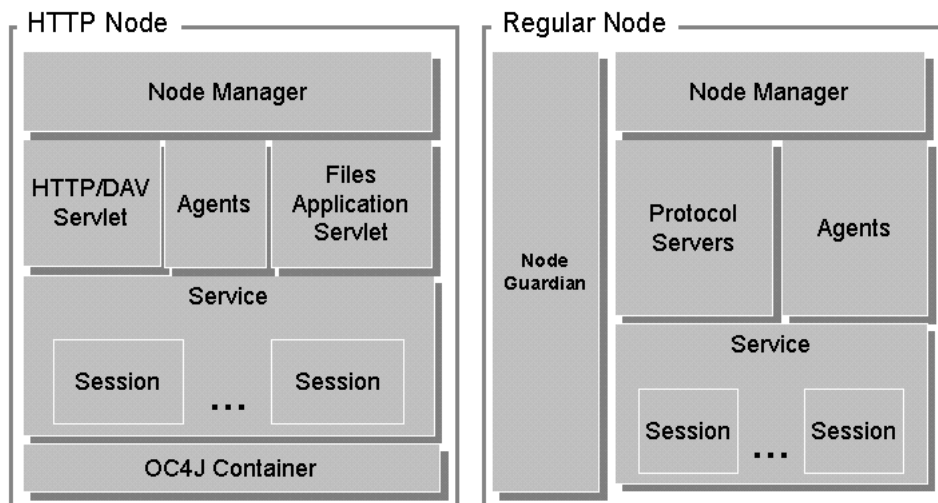 HTTP Node
Node Manager
HTTP/DAV
Servlet
Agents
Files
Application
Servlet
Service
Session
...
Session
OC4J Container
Regular Node
Node
Guardian
Node Manager
Protocol
Servers
Agents
Service
Session
...
Session